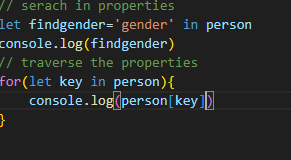 // serach in properties
let findgender='gender' in person
console.log(findgender)
// traverse the properties
for(let key in person){
    console.log(person[key])
}